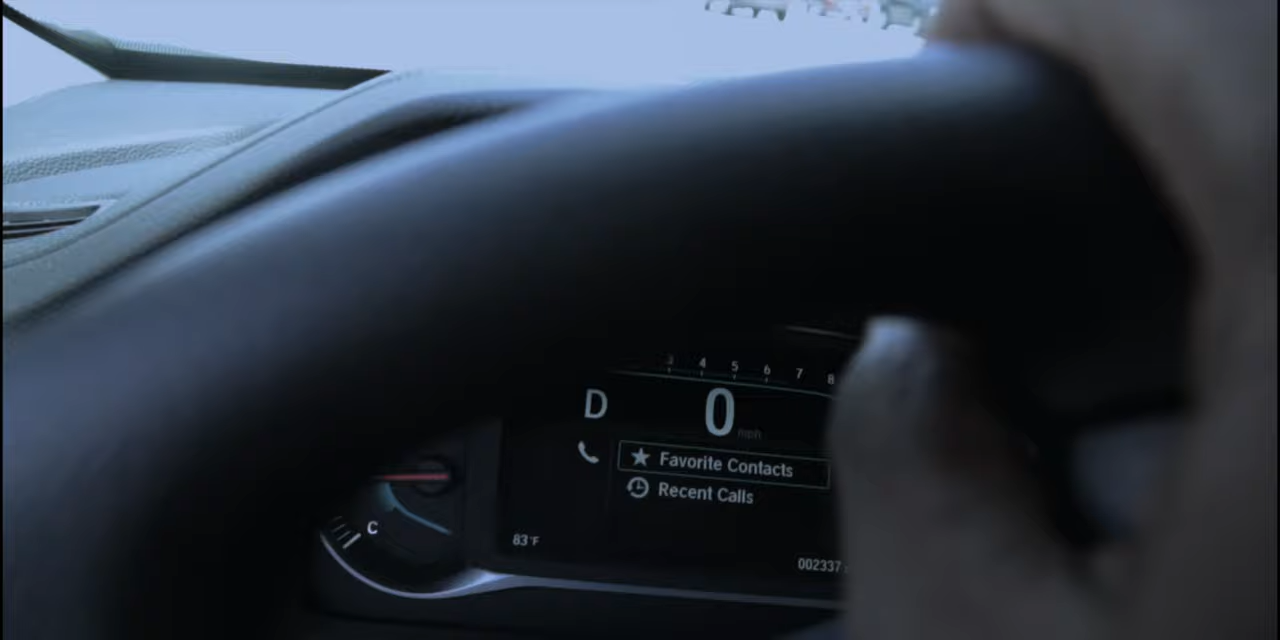 3 4 5 6 7 8
D 0 mph
Favorite Contacts
Recent Calls
C
83°F
002337